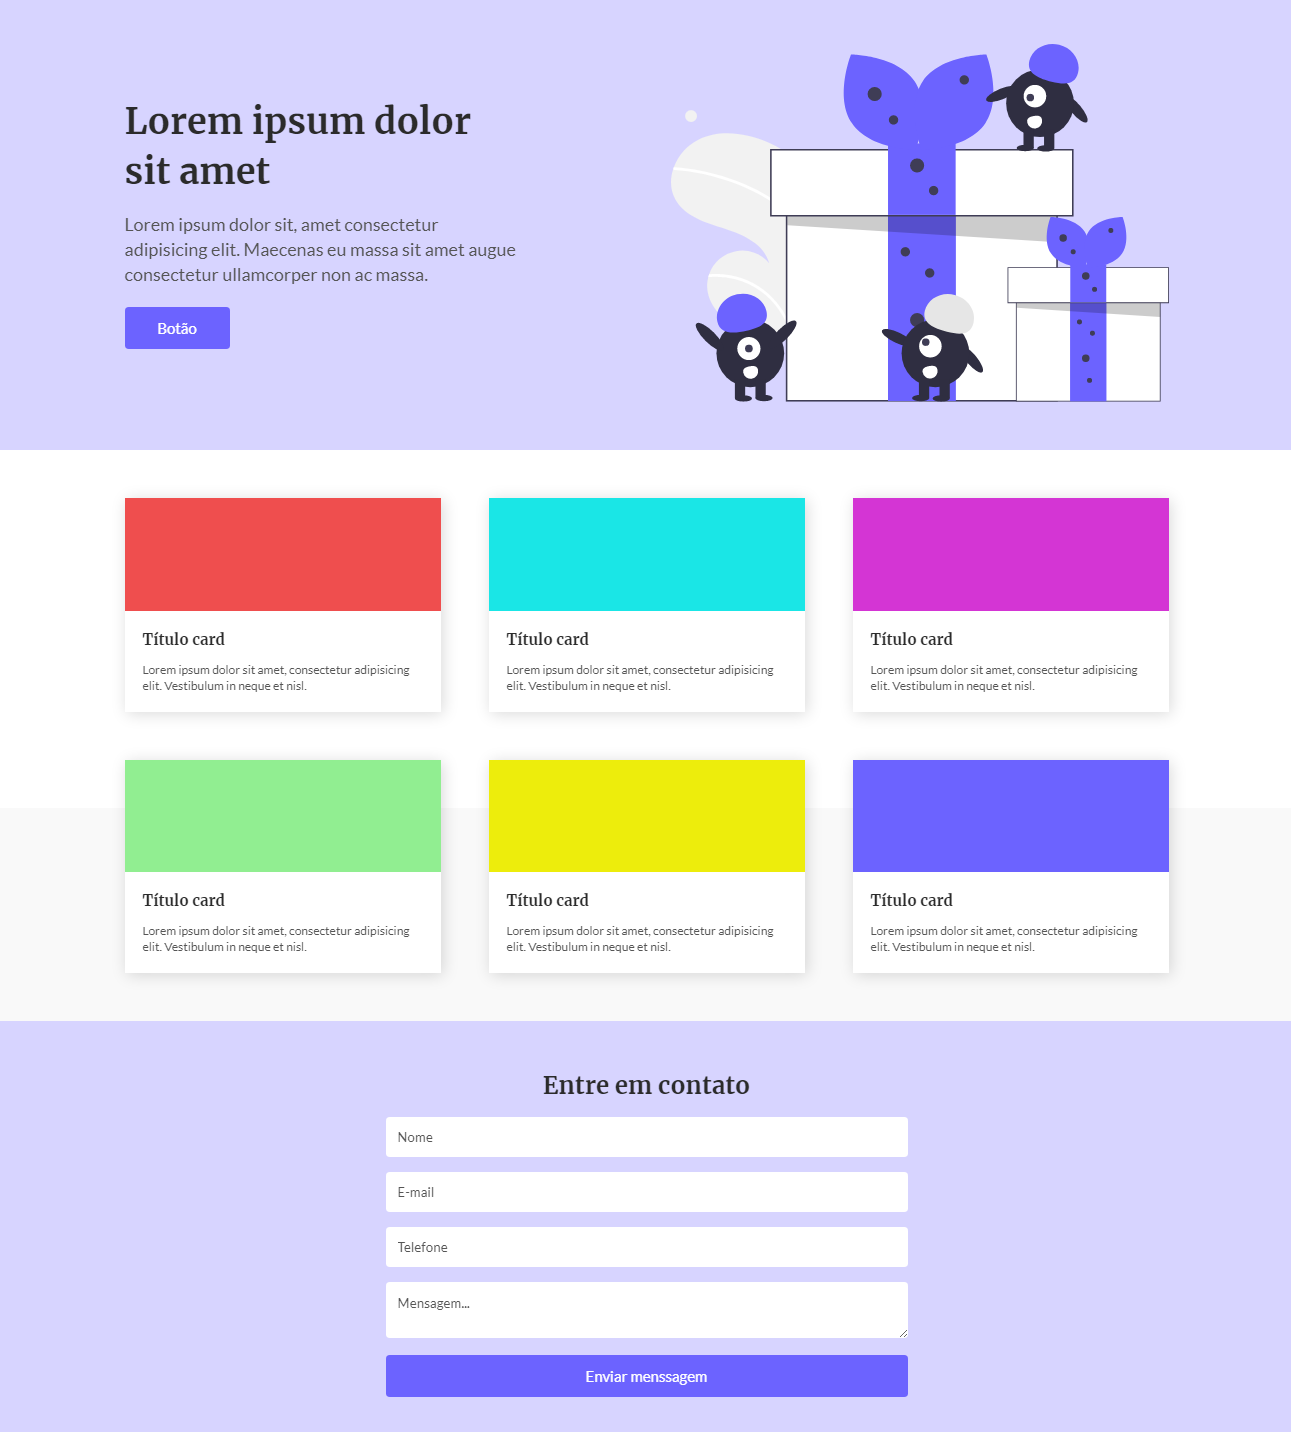 Lorem ipsum dolor
sit amet
Lorem ipsum dolor sit, amet consectetur
adipisicing elit. Maecenas eu massa sit amet augue
consectetur ullamcorper non ac massa.
Botão
Título card
Lorem ipsum dolor sit amet, consectetur adipisicing
elit. Vestibulum in neque et nisl.
Título card
Lorem ipsum dolor sit amet, consectetur adipisicing
elit. Vestibulum in neque et nisl.
Título card
Lorem ipsum dolor sit amet, consectetur adipisicing
elit. Vestibulum in neque et nisl.
Título card
Lorem ipsum dolor sit amet, consectetur adipisicing
elit. Vestibulum in neque et nisl.
Título card
Lorem ipsum dolor sit amet, consectetur adipisicing
elit. Vestibulum in neque et nisl.
Título card
Lorem ipsum dolor sit amet, consectetur adipisicing
elit. Vestibulum in neque et nisl.
Entre em contato
Nome
E-mail
Telefone
Mensagem...
Enviar menssagem